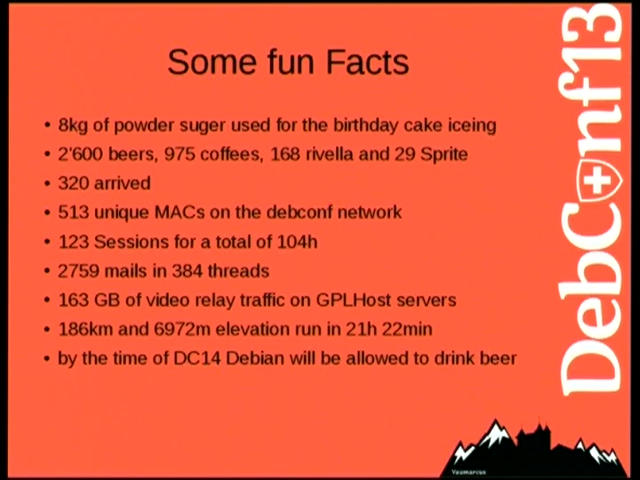 Some fun Facts
• 8kg of powder suger used for the birthday cake iceing
• 2'600 beers, 975 coffees, 168 rivella and 29 Sprite
• 320 arrived
• 513 unique MACs on the debconf network
• 123 Sessions for a total of 104h
• 2759 mails in 384 threads
• 163 GB of video relay traffic on GPLHost servers
• 186km and 6972m elevation run in 21h 22min
• by the time of DC14 Debian will be allowed to drink beer
DebConf13
Vaumarcus